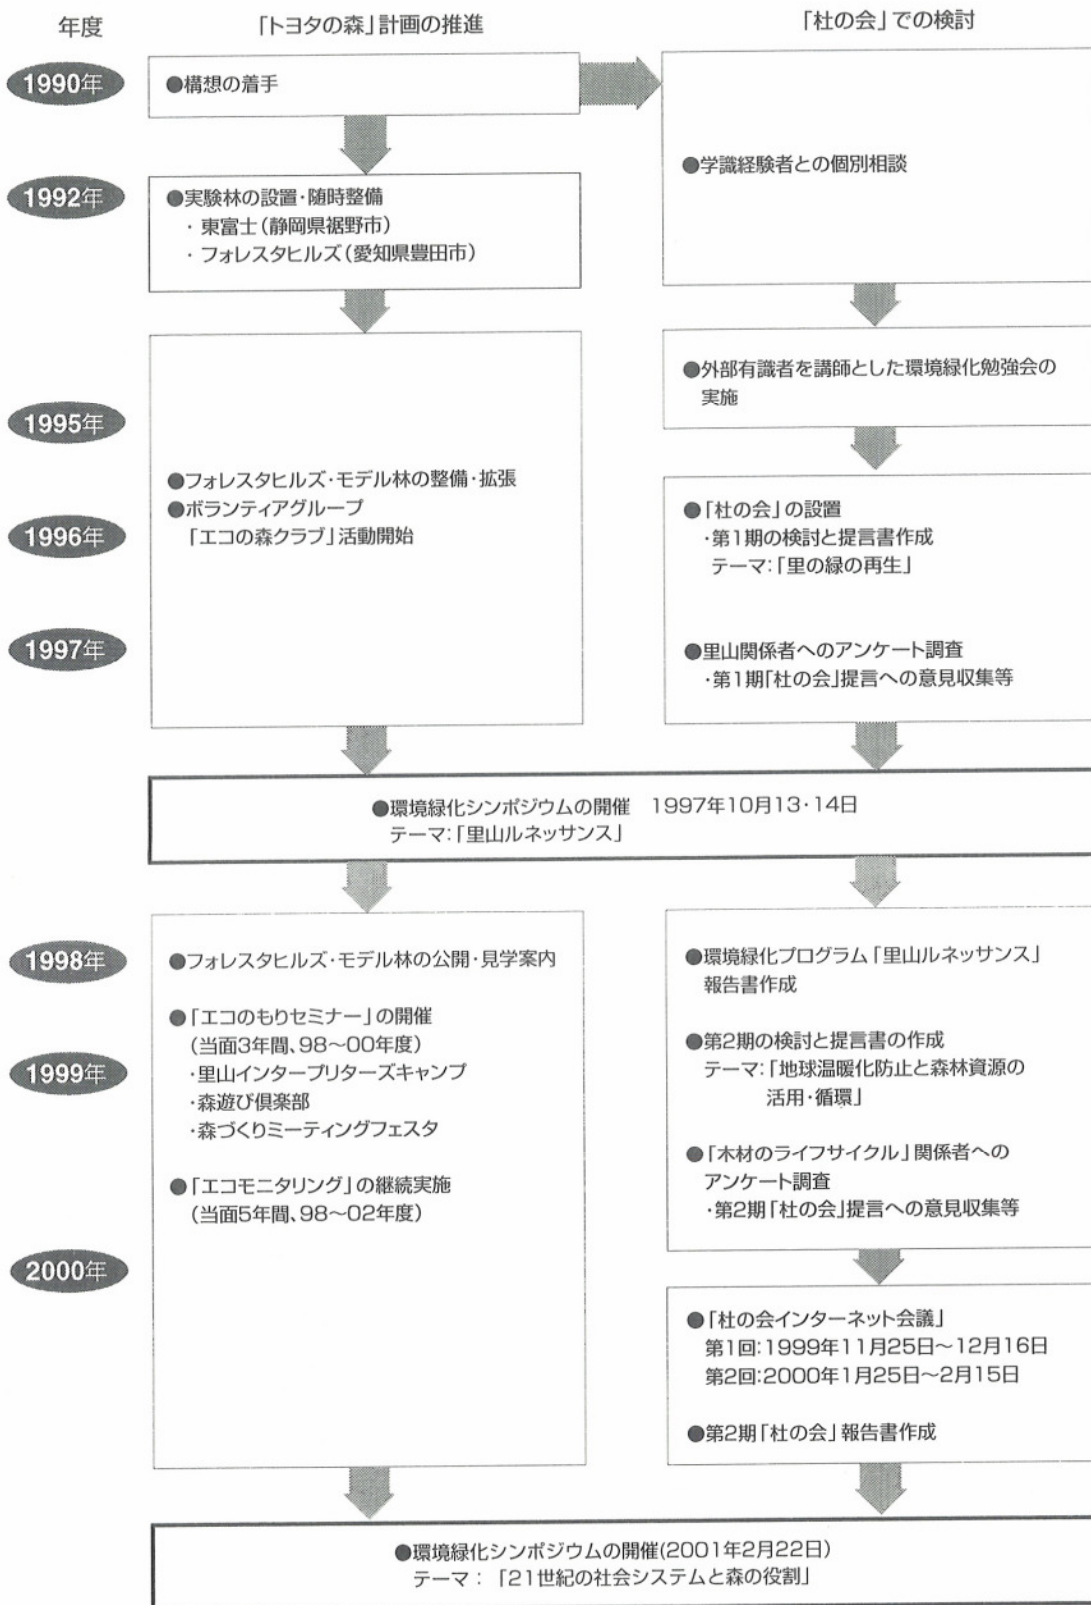 年度
「トヨタの森」計画の推進
「杜の会」での検討
1990年
●構想の着手
●学識経験者との個別相談
1992年
●実験林の設置・随時整備
・東富士(静岡県裾野市)
・フォレスタヒルズ(愛知県豊田市)
●外部有識者を講師とした環境緑化勉強会の
実施
1995年
●フォレスタヒルズ・モデル林の整備・拡張
●ボランティアグループ
「エコの森クラブ」活動開始
1996年
●「杜の会」の設置
・第1期の検討と提言書作成
テーマ:「里の緑の再生」
1997年
●里山関係者へのアンケート調査
・第1期「杜の会」提言への意見収集等
●環境緑化シンポジウムの開催 1997年10月13・14日
テーマ:「里山ルネッサンス」
1998年
●フォレスタヒルズ・モデル林の公開・見学案内
●「エコのもりセミナー」の開催
(当面3年間、98〜00年度)
・里山インタープリターズキャンプ
・森遊び倶楽部
・森づくりミーティングフェスタ
●「エコモニタリング」の継続実施
(当面5年間、98〜02年度)
1999年
2000年
●環境緑化プログラム「里山ルネッサンス」
報告書作成
●第2期の検討と提言書の作成
テーマ:「地球温暖化防止と森林資源の
活用・循環」
●「木材のライフサイクル」関係者への
アンケート調査
・第2期「杜の会」提言への意見収集等
●「杜の会インターネット会議」
第1回:1999年11月25日〜12月16日
第2回:2000年1月25日〜2月15日
●第2期「杜の会」報告書作成
●環境緑化シンポジウムの開催(2001年2月22日)
テーマ : 「21世紀の社会システムと森の役割」